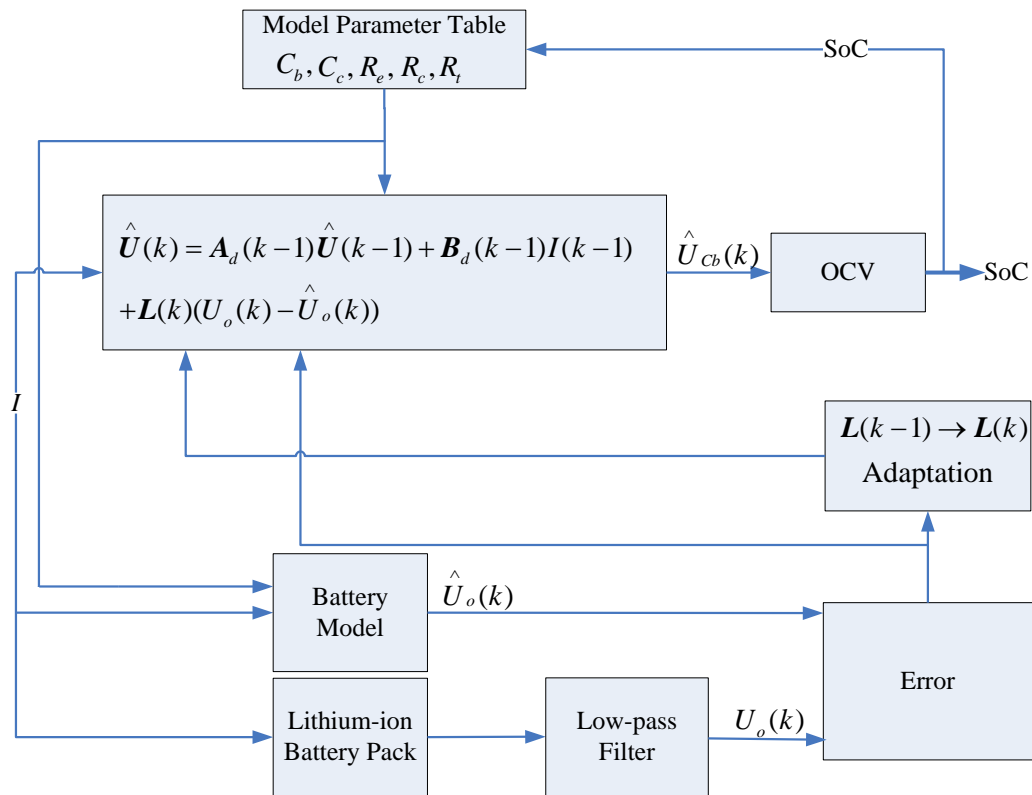 Model Parameter Table
C_b, C_c, R_e, R_c, R_t
SoC
Û(k) = A_d(k−1)Û(k−1) + B_d(k−1)I(k−1)
+L(k)(U_o(k) − Û_o(k))
Û_Cb(k)
OCV
SoC
I
L(k−1) → L(k)
Adaptation
Battery
Model
Û_o(k)
Error
Lithium-ion
Battery Pack
Low-pass
Filter
U_o(k)